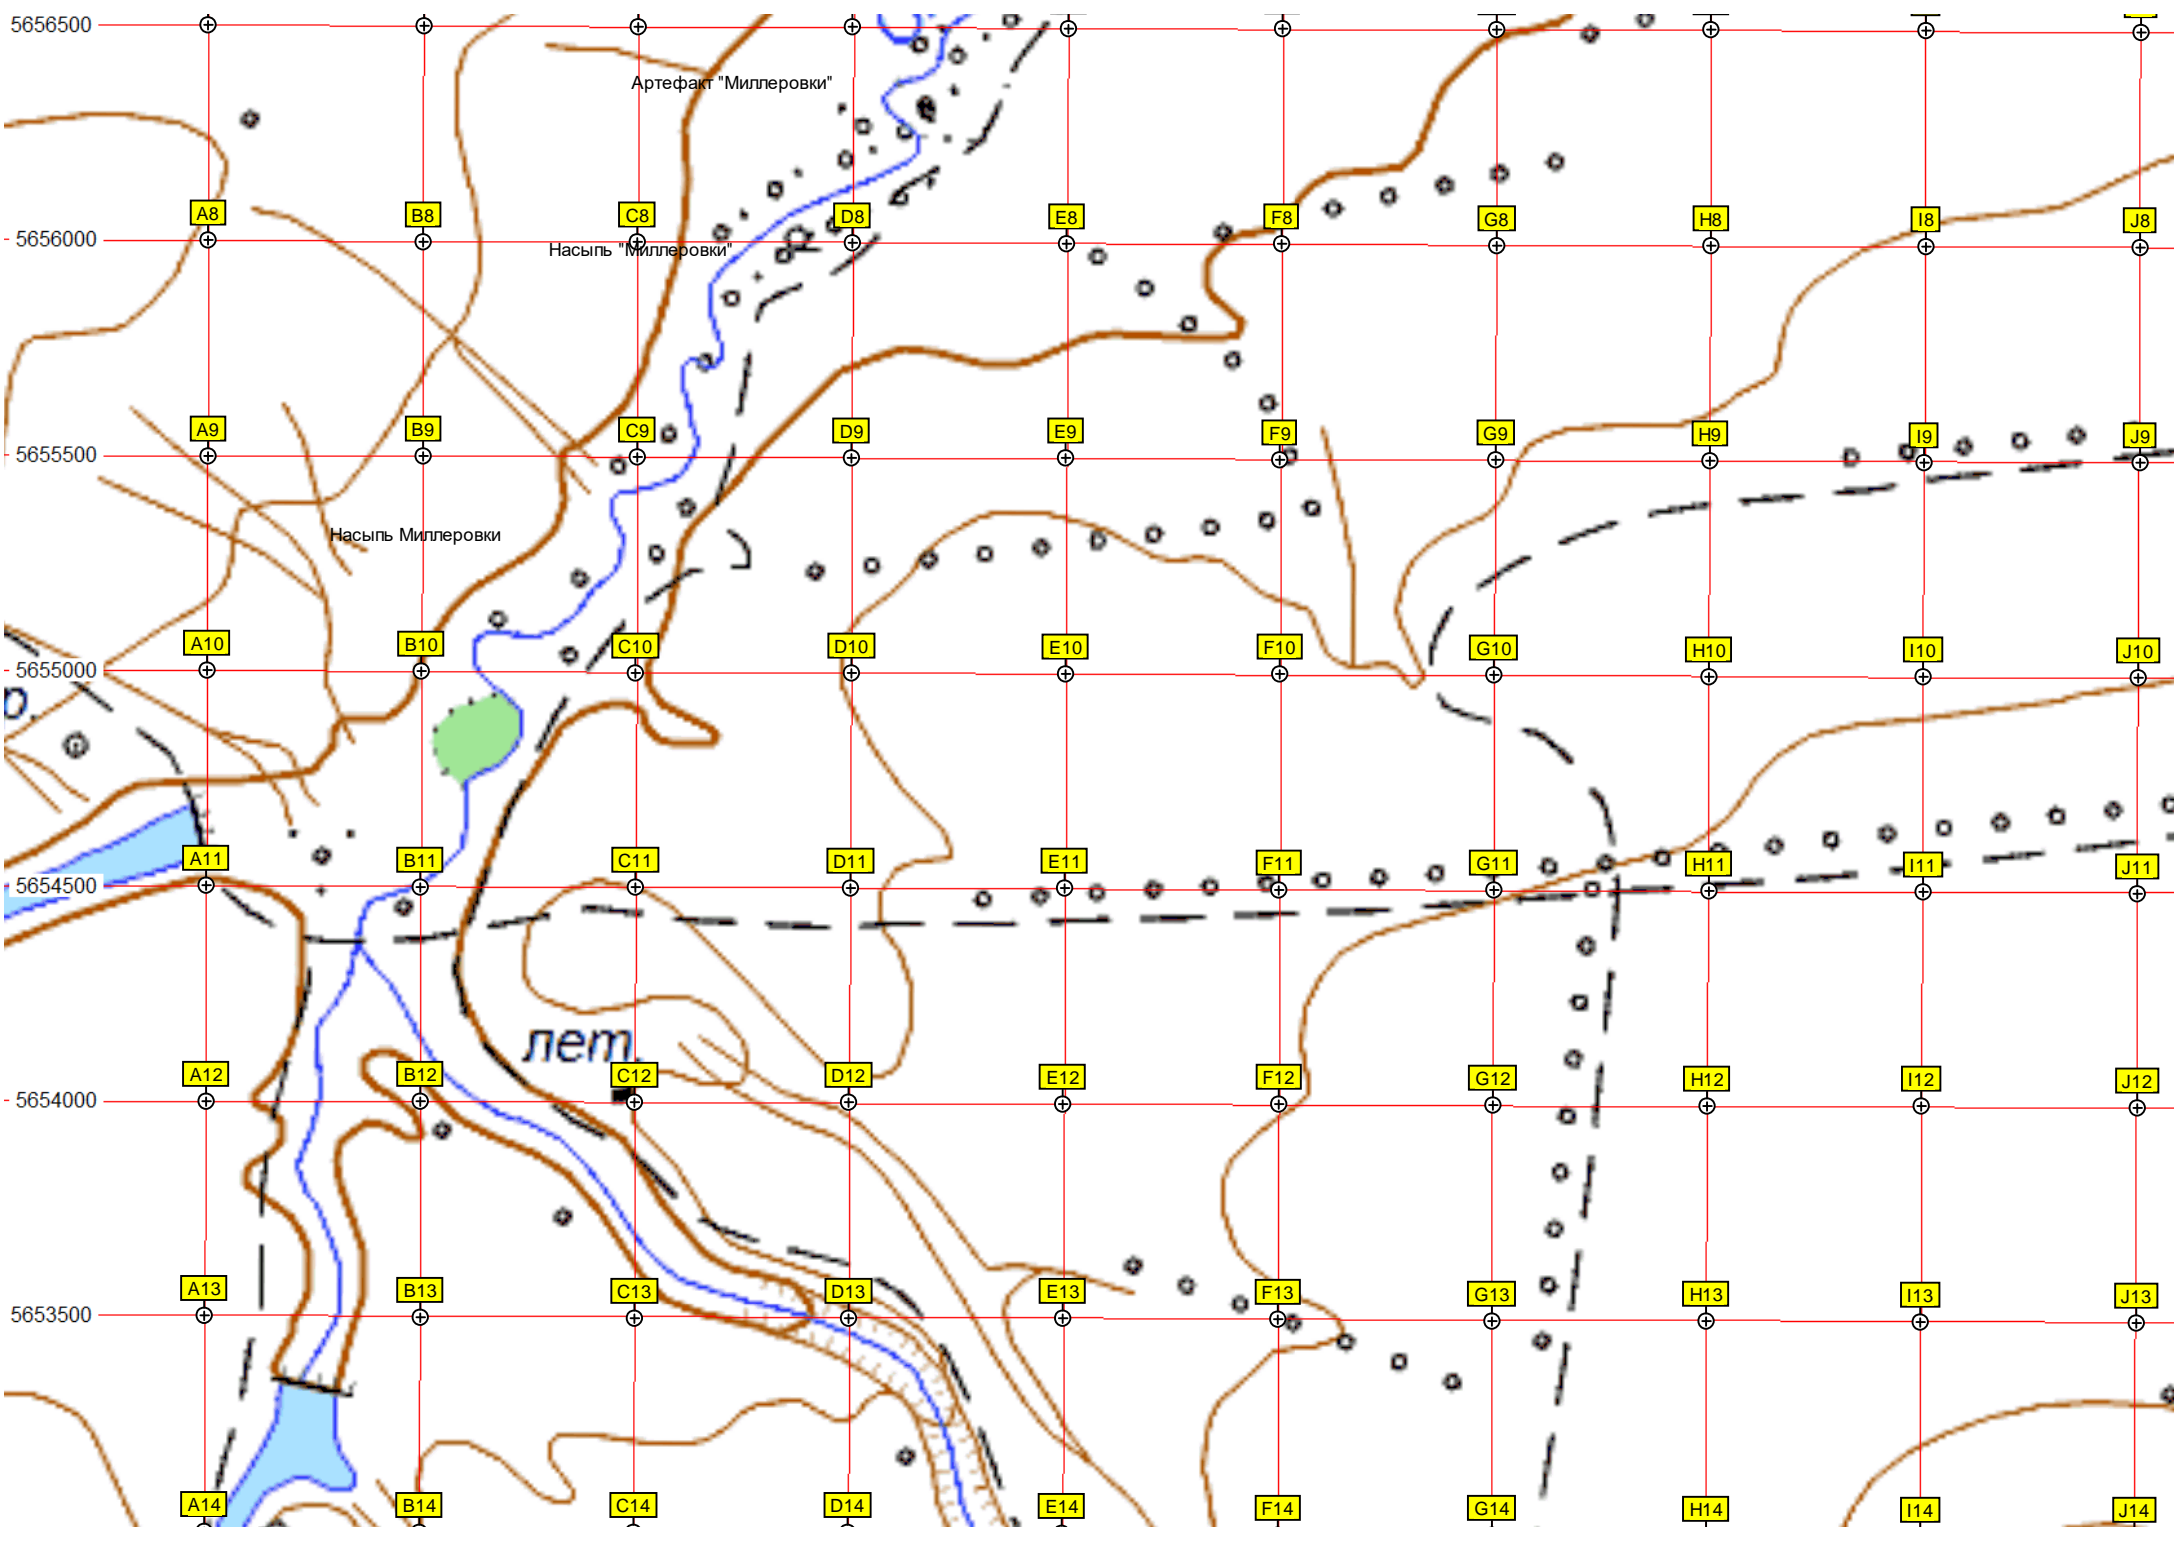 5656500
Артефакт "Миллеровки"
A8 B8 C8 D8 E8 F8 G8 H8 I8 J8
5656000
Насыпь "Миллеровки"
A9 B9 C9 D9 E9 F9 G9 H9 I9 J9
5655500
Насыпь Миллеровки
A10 B10 C10 D10 E10 F10 G10 H10 I10 J10
5655000
р.
A11 B11 C11 D11 E11 F11 G11 H11 I11 J11
5654500
лет.
A12 B12 C12 D12 E12 F12 G12 H12 I12 J12
5654000
A13 B13 C13 D13 E13 F13 G13 H13 I13 J13
5653500
A14 B14 C14 D14 E14 F14 G14 H14 I14 J14